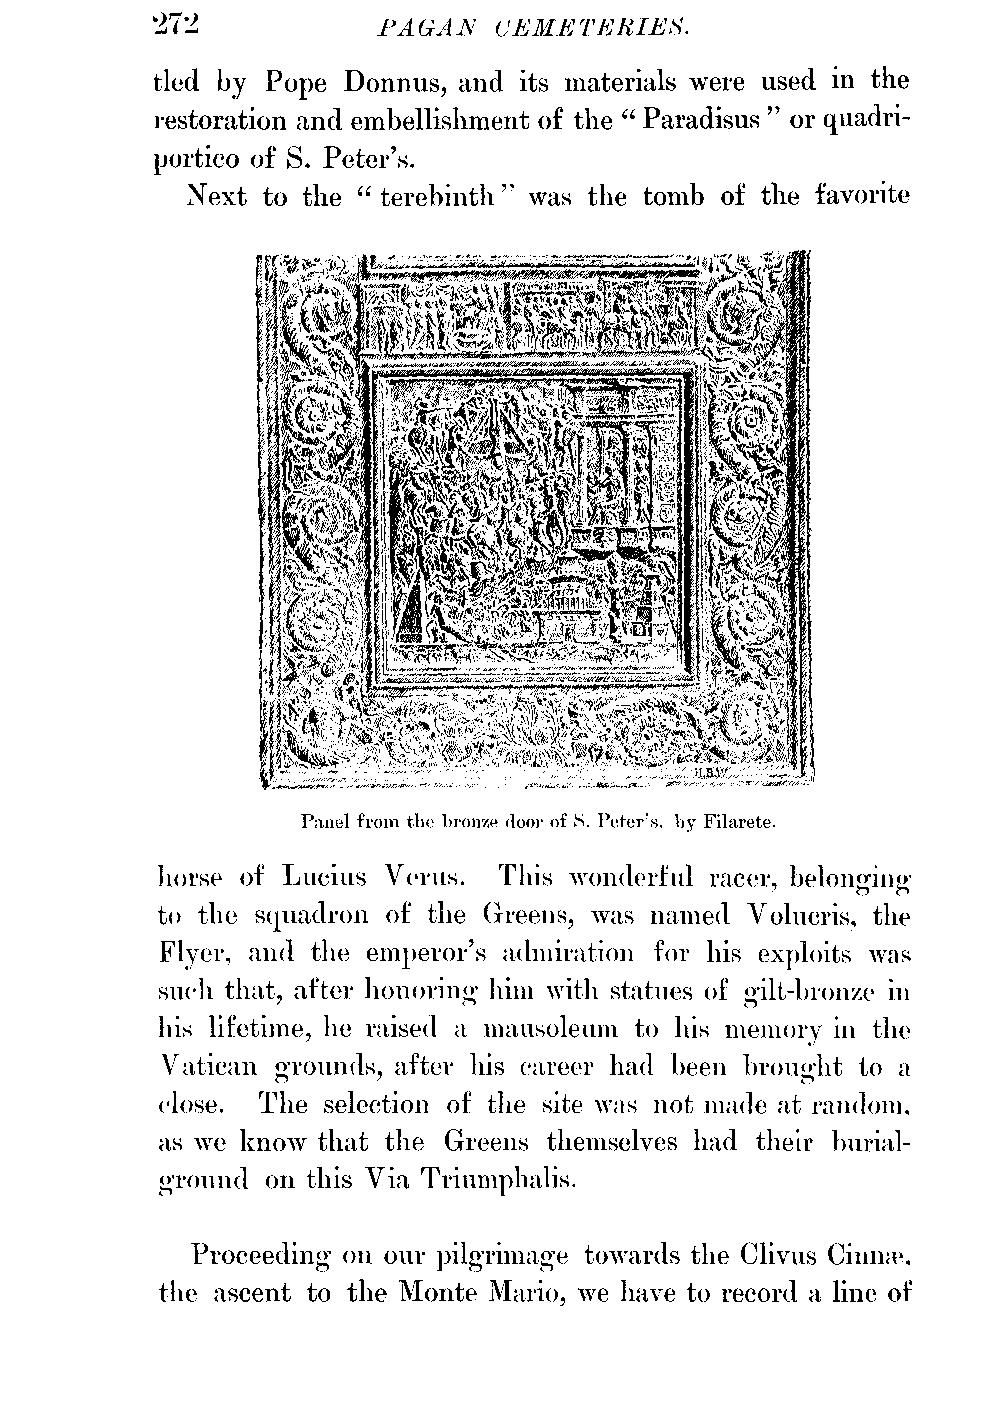 272 PAGAN CEMETERIES.
tled by Pope Donnus, and its materials were used in the
restoration and embellishment of the “ Paradisus ” or quadri-
portico of S. Peter’s.
Next to the “ terebinth ” was the tomb of the favorite
H.B.W.
Panel from the bronze door of S. Peter’s, by Filarete.
horse of Lucius Verus. This wonderful racer, belonging
to the squadron of the Greens, was named Volucris, the
Flyer, and the emperor’s admiration for his exploits was
such that, after honoring him with statues of gilt-bronze in
his lifetime, he raised a mausoleum to his memory in the
Vatican grounds, after his career had been brought to a
close. The selection of the site was not made at random,
as we know that the Greens themselves had their burial-
ground on this Via Triumphalis.
Proceeding on our pilgrimage towards the Clivus Cinnæ,
the ascent to the Monte Mario, we have to record a line of